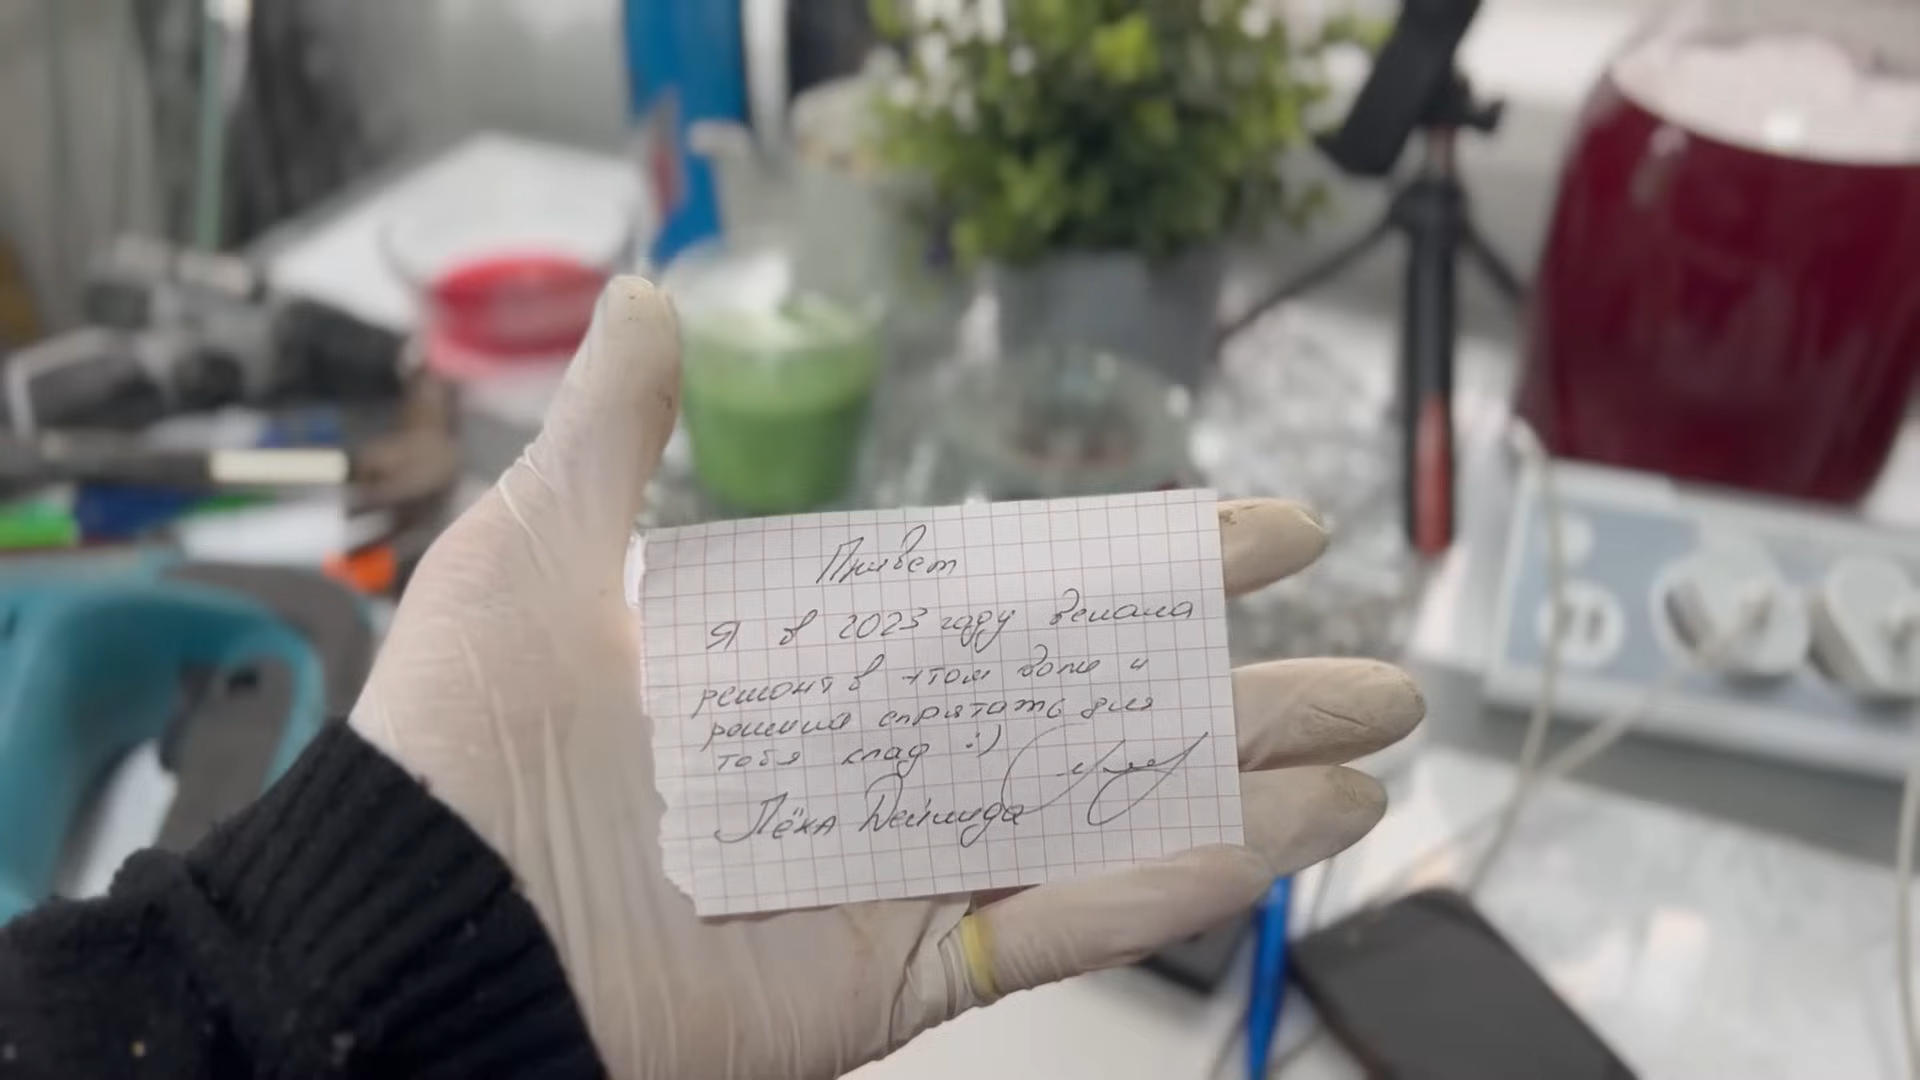 Привет
Я в 2023 году делала
ремонт в этом доме и
решила спрятать для
тебя клад :)
Лёка